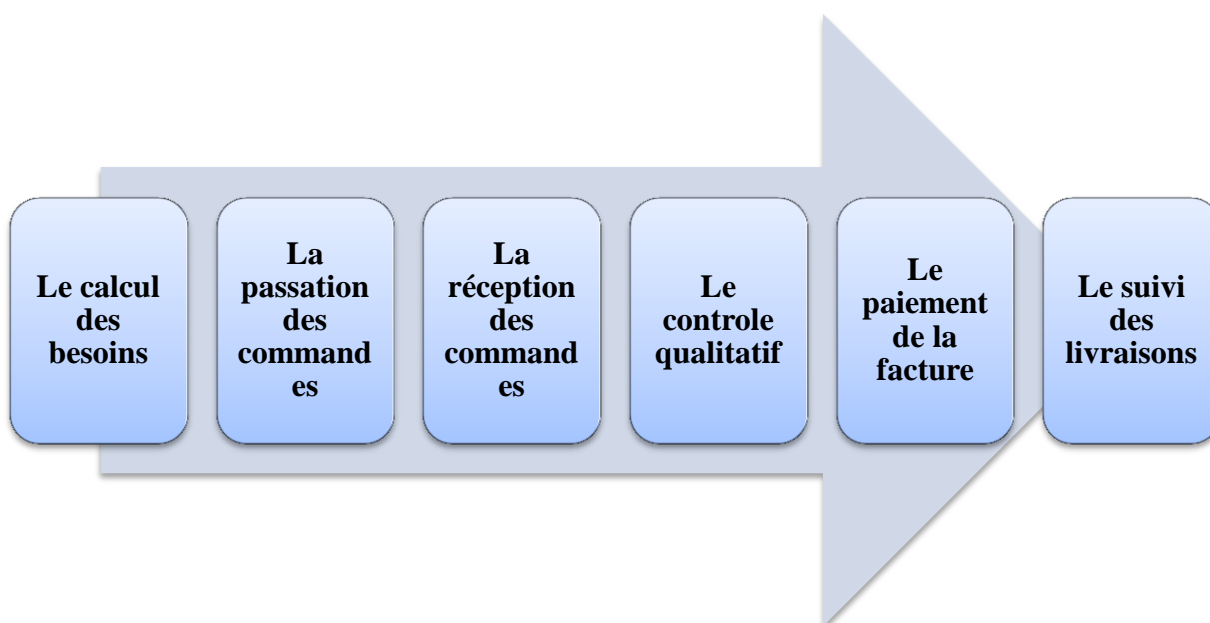 Le calcul
des
besoins
La
passation
des
command
es
La
réception
des
command
es
Le
controle
qualitatif
Le
paiement
de la
facture
Le suivi
des
livraisons